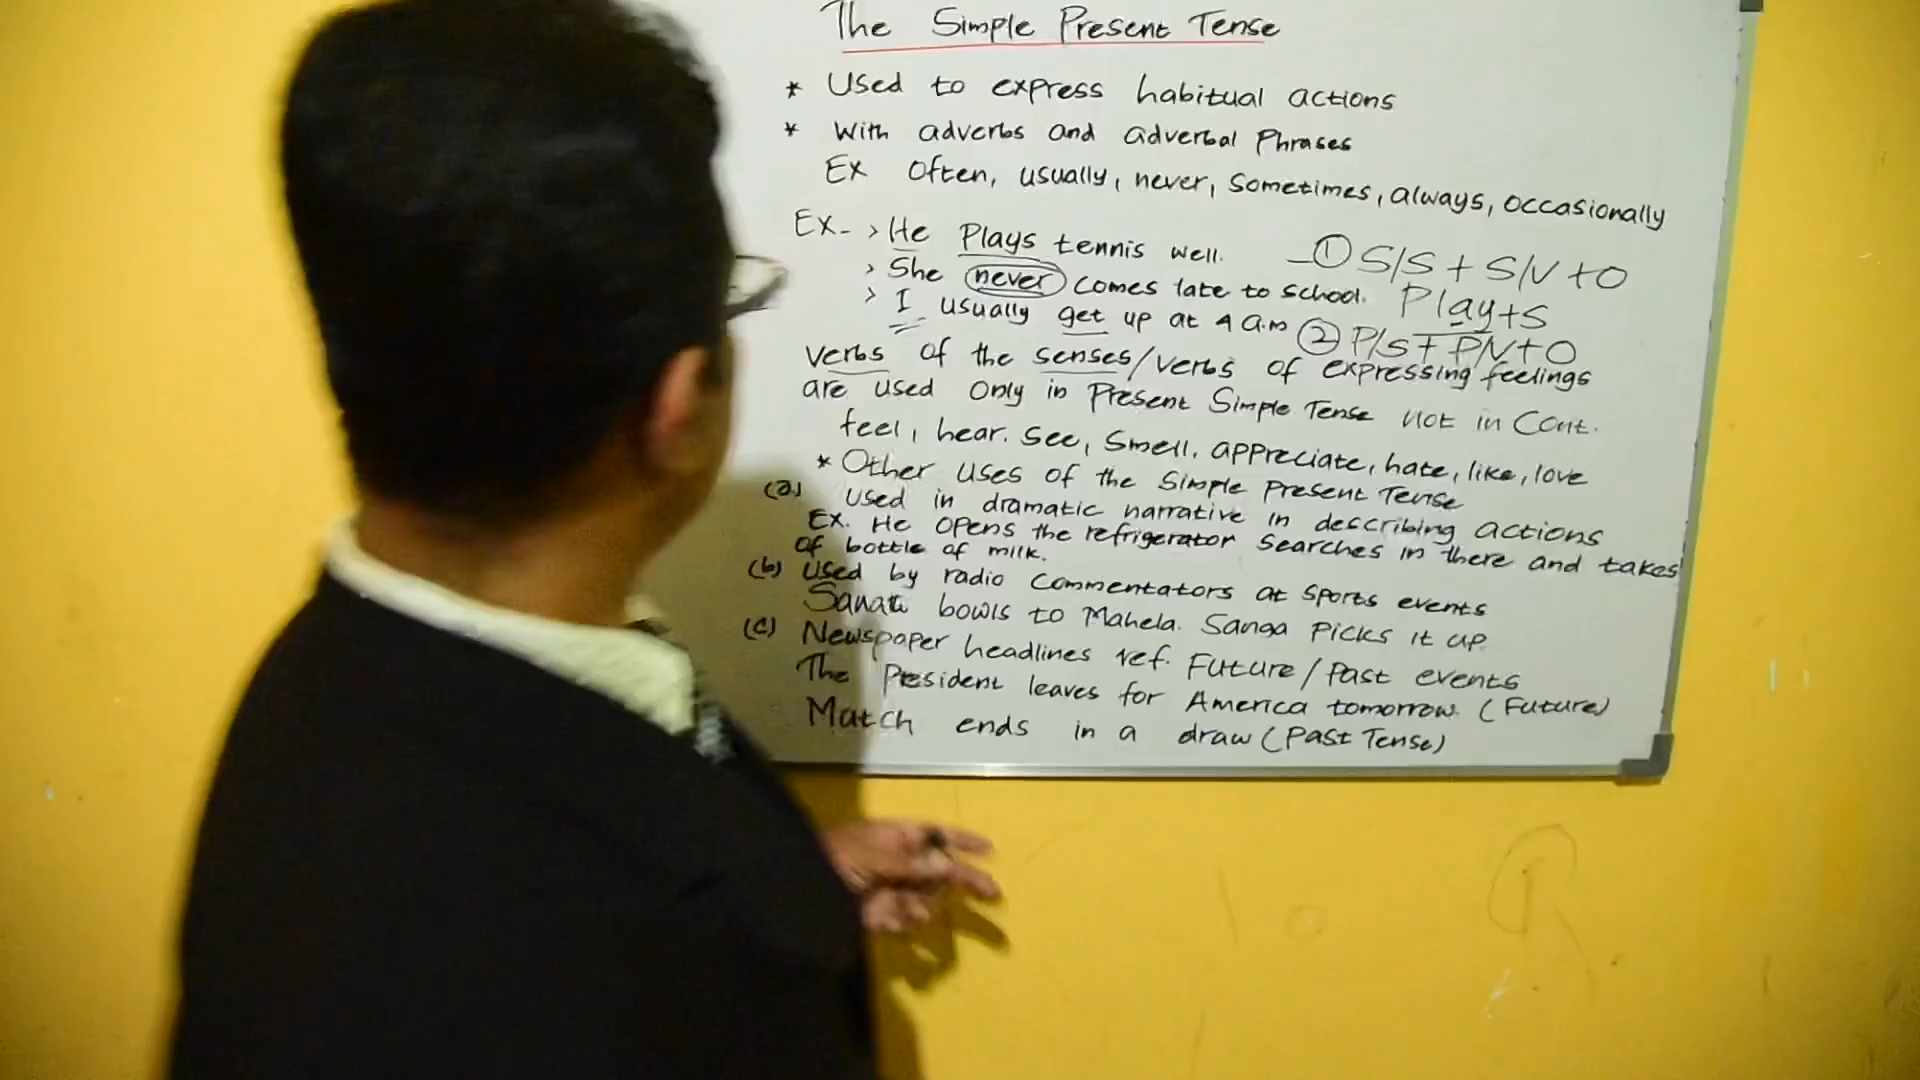 The Simple Present Tense
* Used to express habitual actions
* With adverbs and adverbal Phrases
Ex Often, usually, never, sometimes, always, occasionally
Ex- > He Plays tennis well. - ① S/S + S/V + O
> She never comes late to school. Play+s
> I usually get up at 4 a.m ② P/S + P/V + O
Verbs of the senses/verbs of expressing feelings
are used only in Present Simple Tense not in Cont.
feel, hear. see, smell, appreciate, hate, like, love
* Other uses of the Simple Present Tense
(a) used in dramatic narrative in describing actions
Ex. He opens the refrigerator searches in there and takes
of bottle of milk.
(b) Used by radio commentators at sports events
bowls to Mahela. Sanga Picks it up
(c) Newspaper headlines ref. Future/Past events
The President leaves for America tomorrow. (Future)
Match ends in a draw (Past Tense)